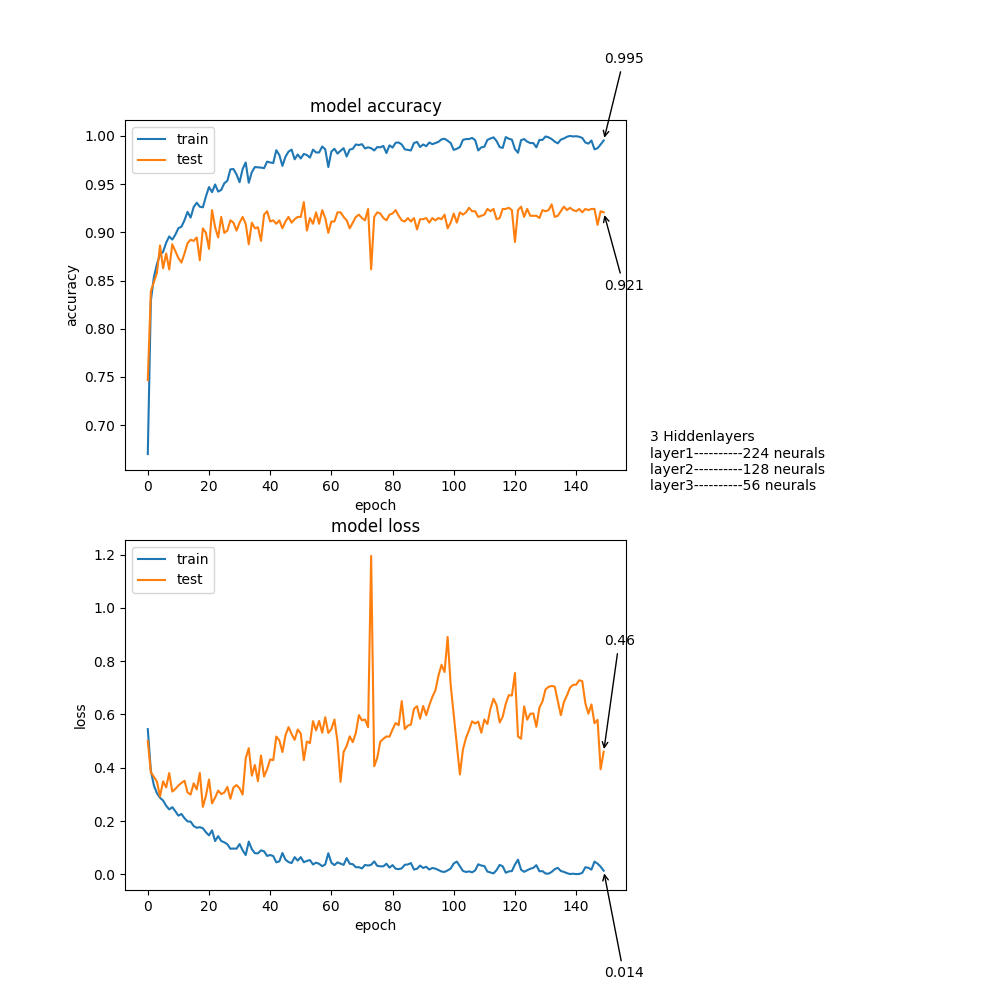 0.995
model accuracy
train
test
1.00
0.95
0.90
0.85
0.80
0.75
0.70
accuracy
0.921
0 20 40 60 80 100 120 140
epoch
3 Hiddenlayers
layer1----------224 neurals
layer2----------128 neurals
layer3----------56 neurals
model loss
train
test
1.2
1.0
0.8
0.6
0.4
0.2
0.0
loss
0.46
0 20 40 60 80 100 120 140
epoch
0.014